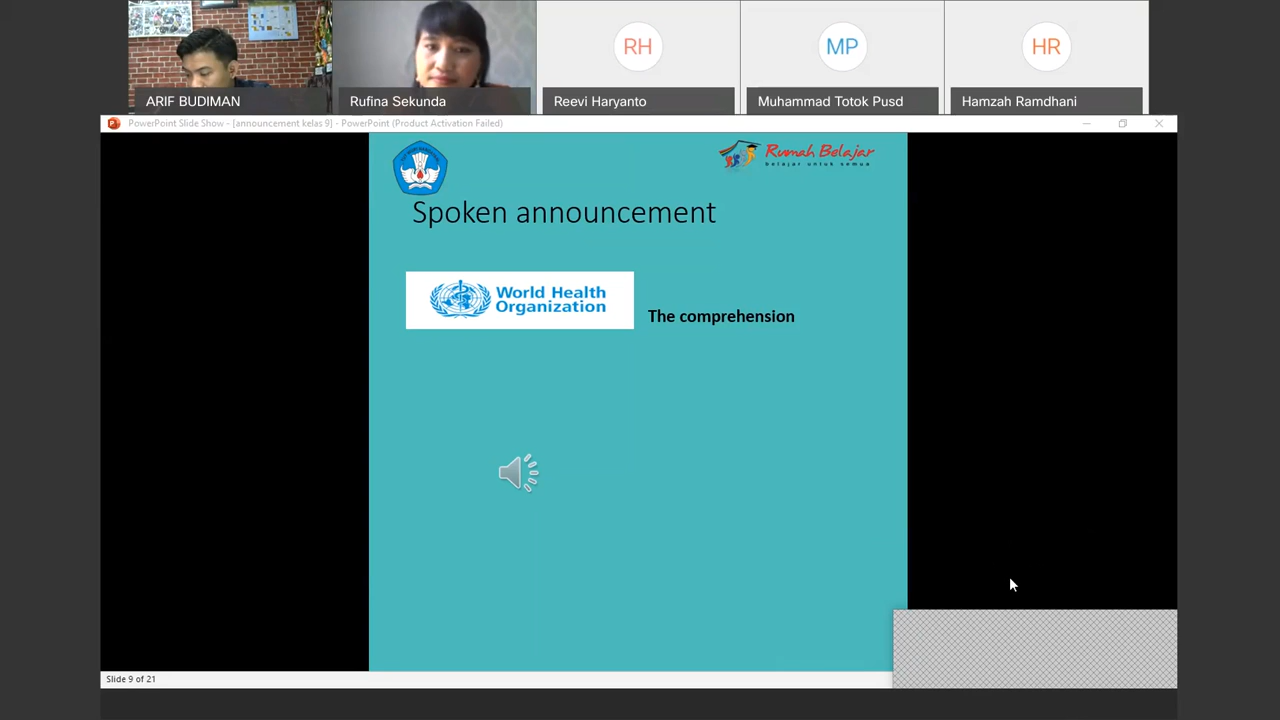 RH
MP
HR
ARIF BUDIMAN
Rufina Sekunda
Reevi Haryanto
Muhammad Totok Pusd
Hamzah Ramdhani
PowerPoint Slide Show - [announcement kelas 9] - PowerPoint (Product Activation Failed)
Rumah Belajar
belajar untuk semua
Spoken announcement
World Health
Organization
The comprehension
Slide 9 of 21